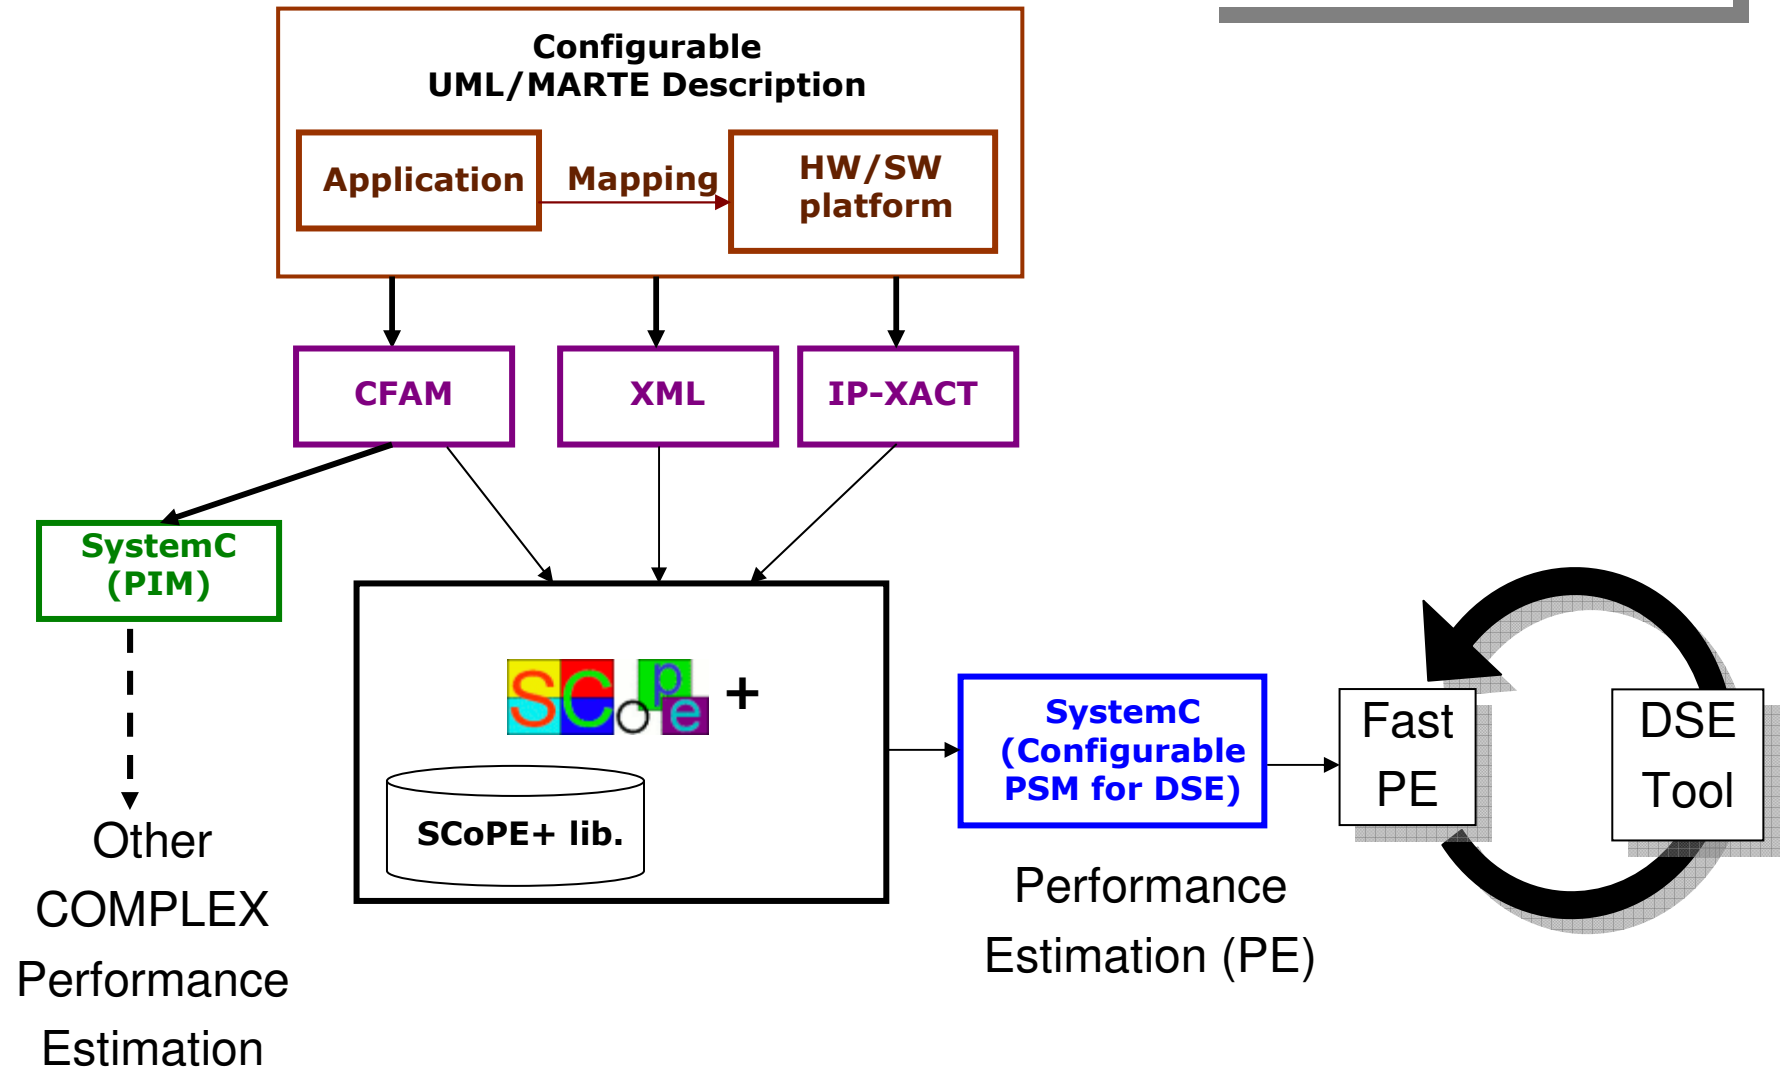 Configurable
UML/MARTE Description
Application
Mapping
HW/SW
platform
CFAM
XML
IP-XACT
SystemC
(PIM)
SCoPe +
SCoPE+ lib.
SystemC
(Configurable
PSM for DSE)
Fast
PE
DSE
Tool
Other
COMPLEX
Performance
Estimation
Performance
Estimation (PE)